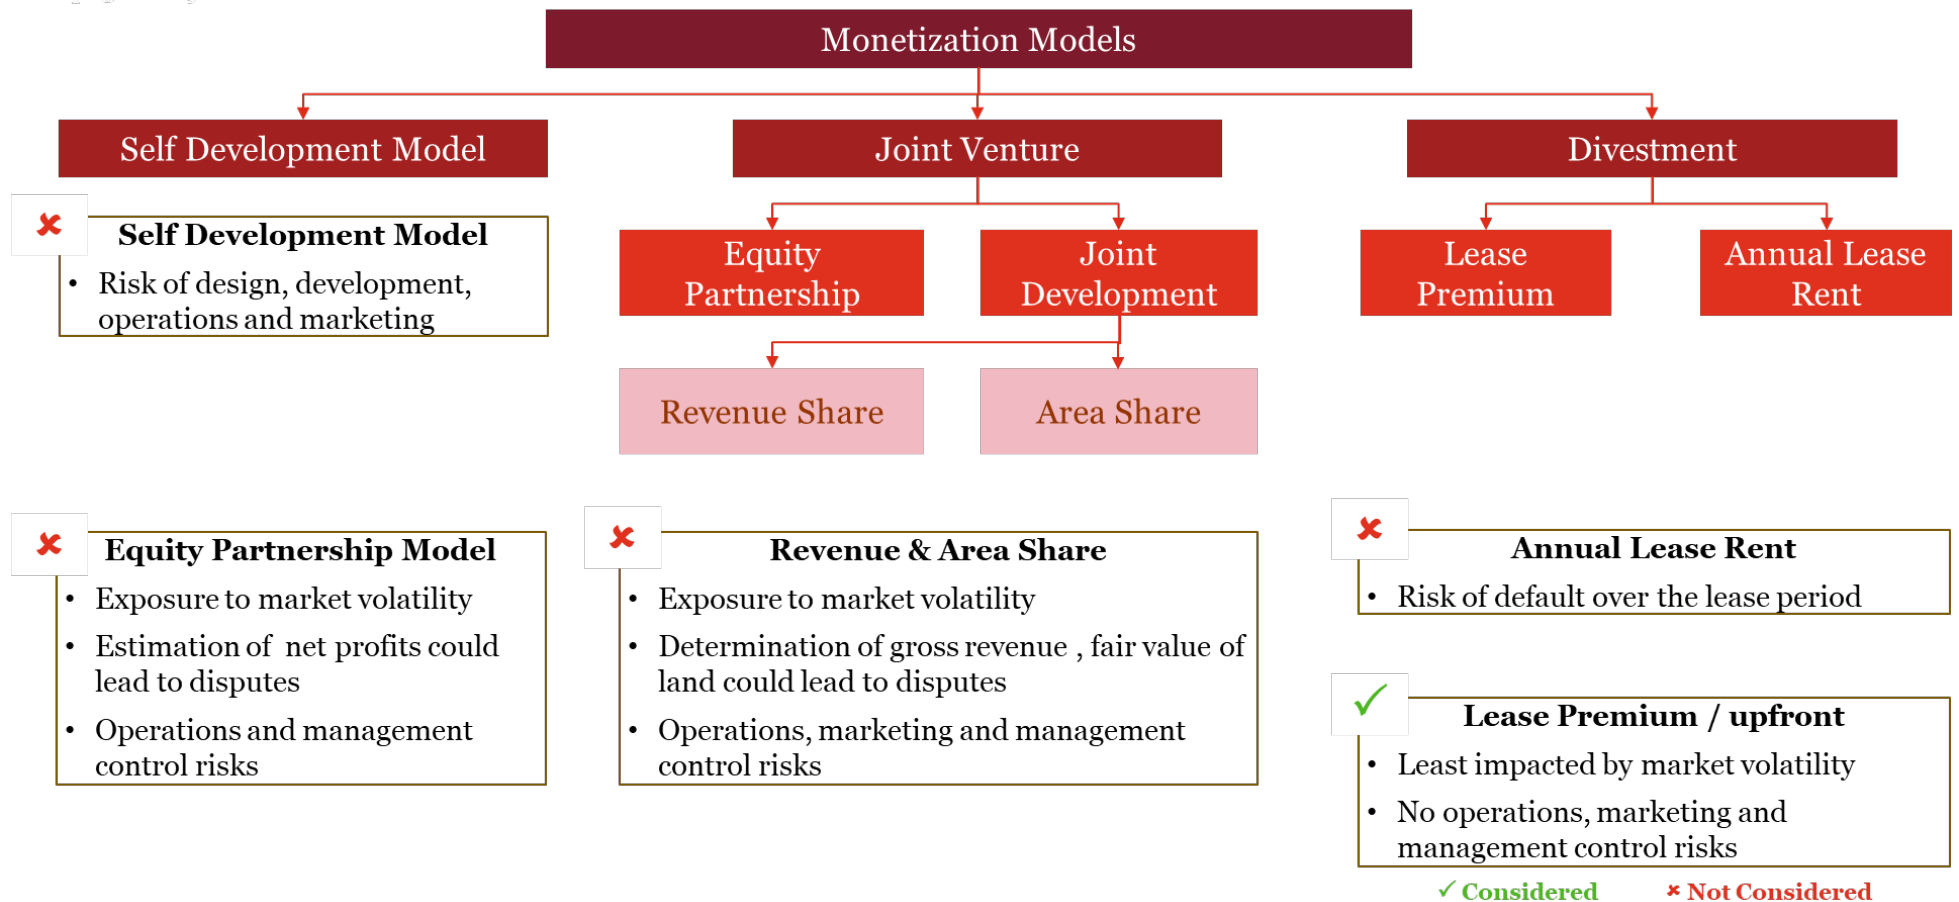 Monetization Models
Self Development Model
Joint Venture
Divestment
Self Development Model
• Risk of design, development,
operations and marketing
Equity
Partnership
Joint
Development
Lease
Premium
Annual Lease
Rent
Revenue Share
Area Share
Equity Partnership Model
• Exposure to market volatility
• Estimation of  net profits could
lead to disputes
• Operations and management
control risks
Revenue & Area Share
• Exposure to market volatility
• Determination of gross revenue , fair value of
land could lead to disputes
• Operations, marketing and management
control risks
Annual Lease Rent
• Risk of default over the lease period
Lease Premium / upfront
• Least impacted by market volatility
• No operations, marketing and
management control risks
✓ Considered
✘ Not Considered